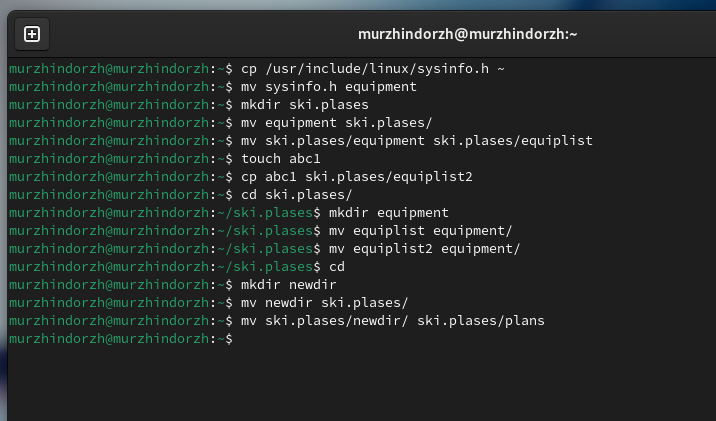 murzhindorzh@murzhindorzh:~
murzhindorzh@murzhindorzh:~$ cp /usr/include/linux/sysinfo.h ~
murzhindorzh@murzhindorzh:~$ mv sysinfo.h equipment
murzhindorzh@murzhindorzh:~$ mkdir ski.plases
murzhindorzh@murzhindorzh:~$ mv equipment ski.plases/
murzhindorzh@murzhindorzh:~$ mv ski.plases/equipment ski.plases/equiplist
murzhindorzh@murzhindorzh:~$ touch abc1
murzhindorzh@murzhindorzh:~$ cp abc1 ski.plases/equiplist2
murzhindorzh@murzhindorzh:~$ cd ski.plases/
murzhindorzh@murzhindorzh:~/ski.plases$ mkdir equipment
murzhindorzh@murzhindorzh:~/ski.plases$ mv equiplist equipment/
murzhindorzh@murzhindorzh:~/ski.plases$ mv equiplist2 equipment/
murzhindorzh@murzhindorzh:~/ski.plases$ cd
murzhindorzh@murzhindorzh:~$ mkdir newdir
murzhindorzh@murzhindorzh:~$ mv newdir ski.plases/
murzhindorzh@murzhindorzh:~$ mv ski.plases/newdir/ ski.plases/plans
murzhindorzh@murzhindorzh:~$